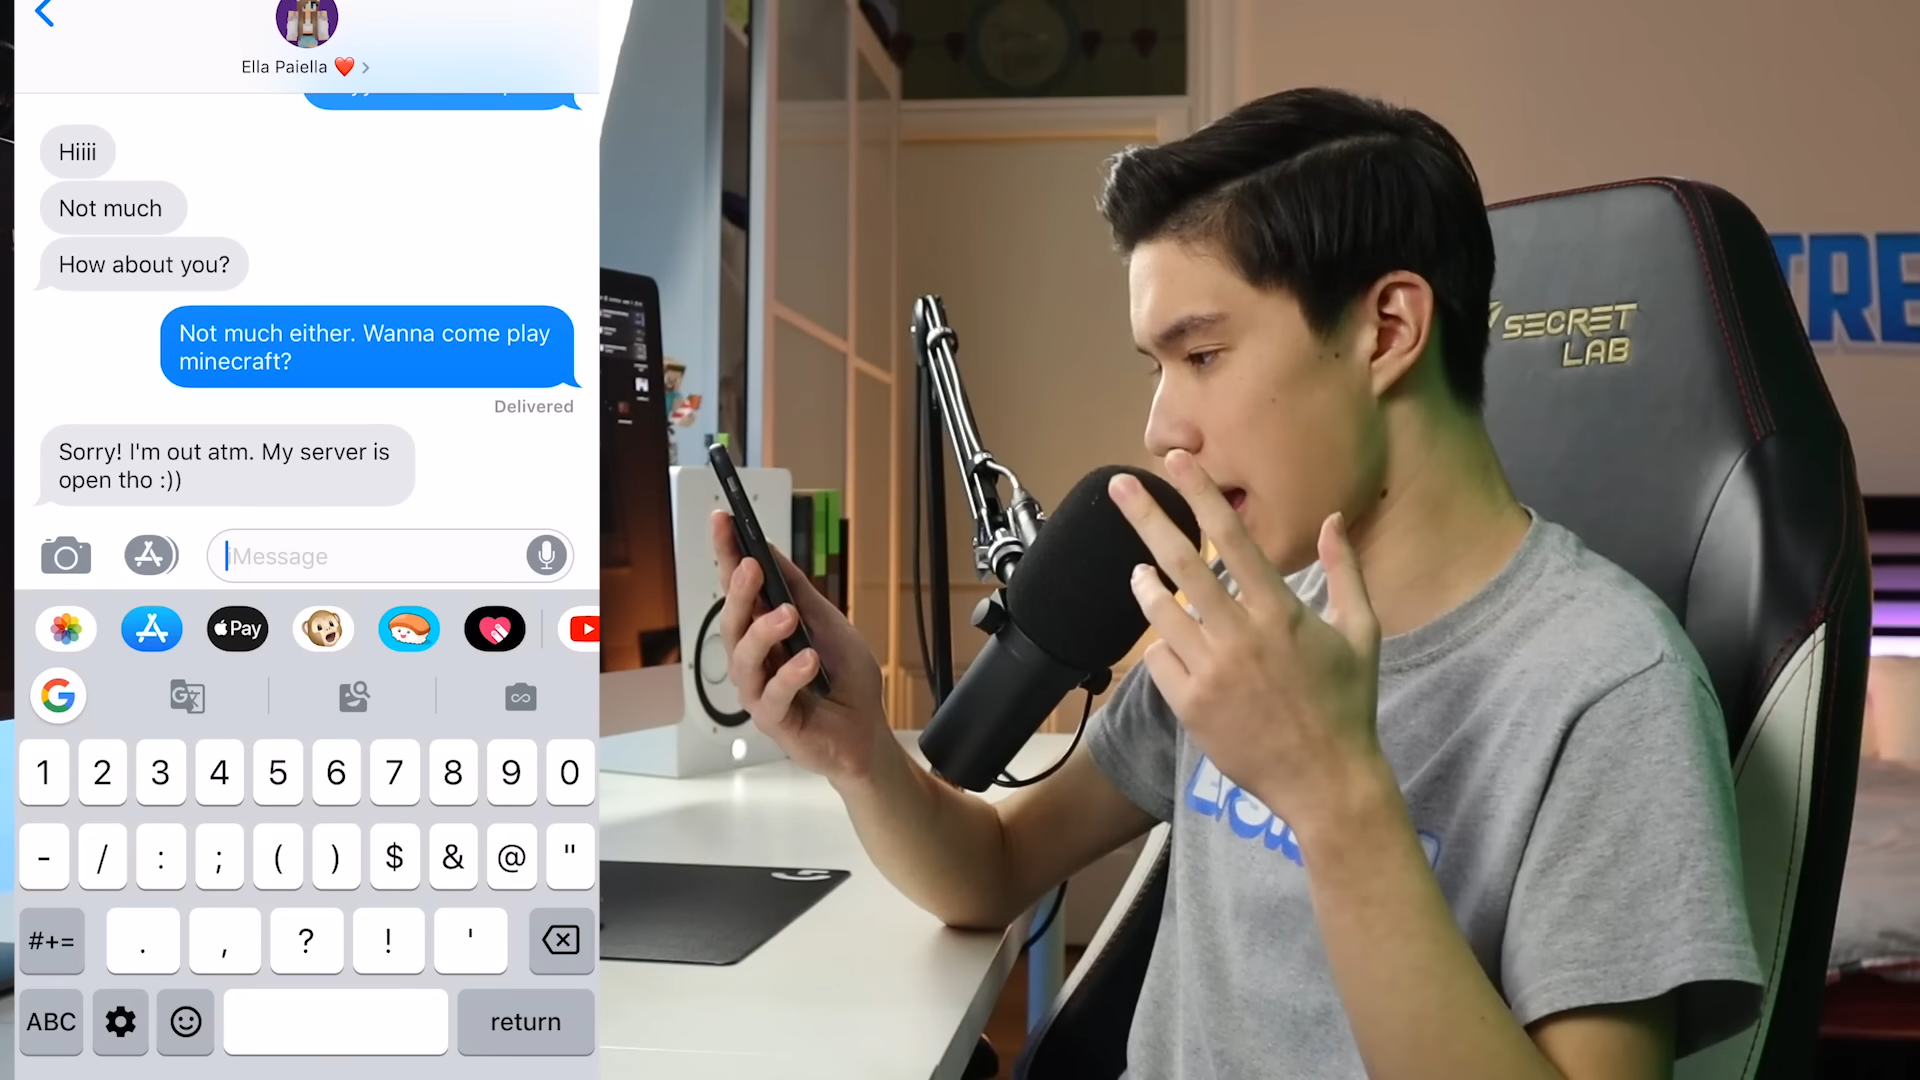 Ella Paiella ❤️ >
Hiiii
Not much
How about you?
Not much either. Wanna come play
minecraft?
Delivered
Sorry! I'm out atm. My server is
open tho :))
iMessage
Pay
G
1 2 3 4 5 6 7 8 9 0
- / : ; ( ) $ & @ "
#+= . , ? ! '
ABC return
SECRET
LAB
TRE